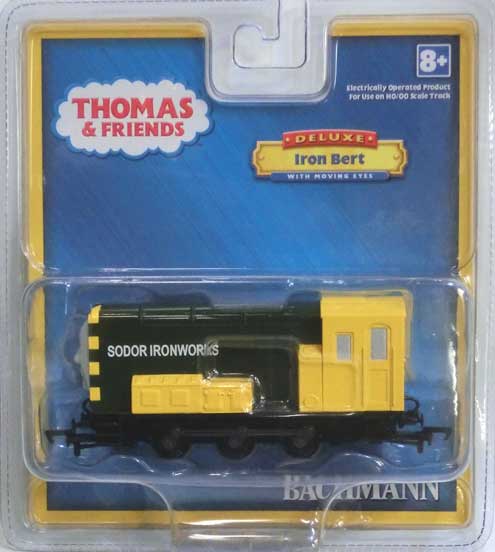 8+
Electrically Operated Product
For Use on HO/OO Scale Track
THOMAS
& FRIENDS
DELUXE
Iron Bert
WITH MOVING EYES
SODOR IRONWORKS
BACHMANN